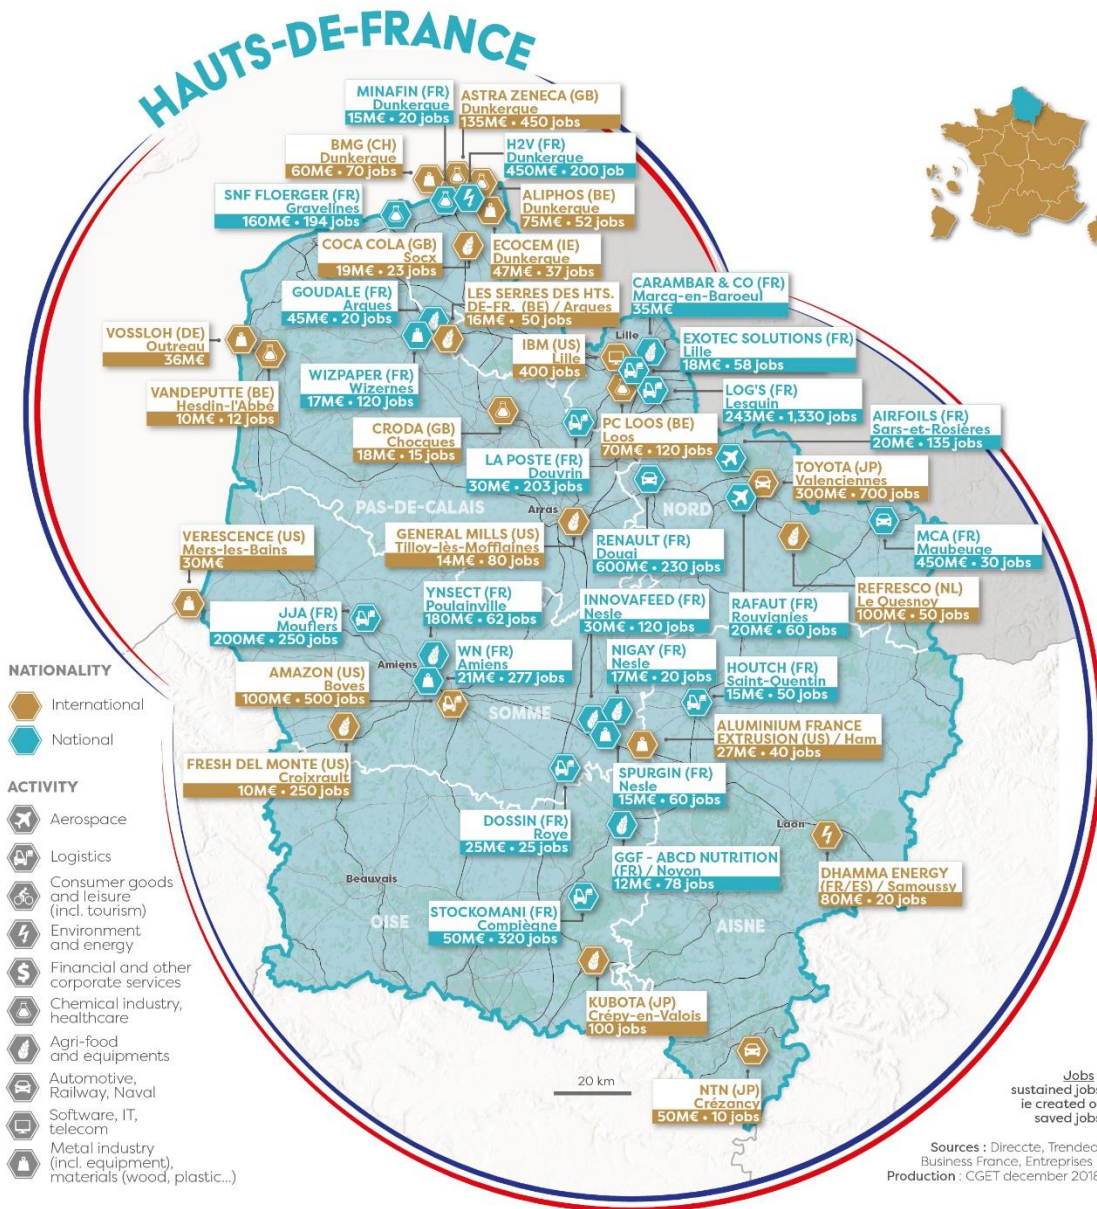 HAUTS-DE-FRANCE
MINAFIN (FR)
Dunkerque
15M€ • 20 jobs
ASTRA ZENECA (GB)
Dunkerque
135M€ • 450 jobs
BMG (CH)
Dunkerque
60M€ • 70 jobs
H2V (FR)
Dunkerque
450M€ • 200 job
SNF FLOERGER (FR)
Gravelines
160M€ • 194 jobs
ALIPHOS (BE)
Dunkerque
75M€ • 52 jobs
COCA COLA (GB)
Socx
19M€ • 23 jobs
ECOCEM (IE)
Dunkerque
47M€ • 37 jobs
CARAMBAR & CO (FR)
Marcq-en-Baroeul
35M€
GOUDALE (FR)
Arques
45M€ • 20 jobs
LES SERRES DES HTS.
DE-FR. (BE) / Arques
16M€ • 50 jobs
VOSSLOH (DE)
Outreau
36M€
Lille
IBM (US)
Lille
400 jobs
EXOTEC SOLUTIONS (FR)
Lille
18M€ • 58 jobs
WIZPAPER (FR)
Wizernes
17M€ • 120 jobs
VANDEPUTTE (BE)
Hesdin-l'Abbé
10M€ • 12 jobs
LOG'S (FR)
Lesquin
243M€ • 1,330 jobs
CRODA (GB)
Chocques
18M€ • 15 jobs
PC LOOS (BE)
Loos
70M€ • 120 jobs
AIRFOILS (FR)
Sars-et-Rosières
20M€ • 135 jobs
LA POSTE (FR)
Douvrin
30M€ • 203 jobs
TOYOTA (JP)
Valenciennes
300M€ • 700 jobs
PAS-DE-CALAIS
Arras
NORD
VERESCENCE (US)
Mers-les-Bains
30M€
GENERAL MILLS (US)
Tilloy-lès-Mofflaines
14M€ • 80 jobs
RENAULT (FR)
Douai
600M€ • 230 jobs
MCA (FR)
Maubeuge
450M€ • 30 jobs
JJA (FR)
Mouflers
200M€ • 250 jobs
YNSECT (FR)
Poulainville
180M€ • 62 jobs
INNOVAFEED (FR)
Nesle
30M€ • 120 jobs
RAFAUT (FR)
Rouvignies
20M€ • 60 jobs
REFRESCO (NL)
Le Quesnoy
100M€ • 50 jobs
Amiens
WN (FR)
Amiens
21M€ • 277 jobs
NIGAY (FR)
Nesle
17M€ • 20 jobs
HOUTCH (FR)
Saint-Quentin
15M€ • 50 jobs
AMAZON (US)
Boves
100M€ • 500 jobs
SOMME
ALUMINIUM FRANCE
EXTRUSION (US) / Ham
27M€ • 40 jobs
FRESH DEL MONTE (US)
Croixrault
10M€ • 250 jobs
SPURGIN (FR)
Nesle
15M€ • 60 jobs
DOSSIN (FR)
Roye
25M€ • 25 jobs
Laon
GGF - ABCD NUTRITION
(FR) / Noyon
12M€ • 78 jobs
DHAMMA ENERGY
(FR/ES) / Samoussy
80M€ • 20 jobs
Beauvais
OISE
STOCKOMANI (FR)
Compiègne
50M€ • 320 jobs
AISNE
KUBOTA (JP)
Crépy-en-Valois
100 jobs
NTN (JP)
Crézancy
50M€ • 10 jobs
20 km
NATIONALITY
International
National
ACTIVITY
Aerospace
Logistics
Consumer goods
and leisure
(incl. tourism)
Environment
and energy
Financial and other
corporate services
Chemical industry,
healthcare
Agri-food
and equipments
Automotive,
Railway, Naval
Software, IT,
telecom
Metal industry
(incl. equipment),
materials (wood, plastic...)
Jobs
sustained jobs
ie created o
saved jobs
Sources : Direccte, Trendeo
Business France, Entreprises
Production : CGET december 2018